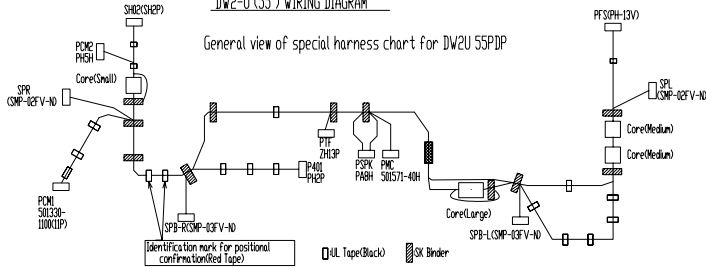 DW2-U (55") WIRING DIAGRAM
General view of special harness chart for DW2U 55PDP
SH02(SH2P)
PCM2
PH5H
Core(Small)
SPR
(SMP-02FV-N)
PCM1
501330-
1100(11P)
SPB-R(SMP-03FV-N)
P401
PH2P
PTF
ZH13P
PSPK
PA8H
PMC
501571-40H
Core(Large)
SPB-L(SMP-03FV-N)
PFS(PH-13V)
SPL
(SMP-02FV-N)
Core(Medium)
Core(Medium)
Identification mark for positional
confirmation(Red Tape)
:UL Tape(Black)
:SK Binder